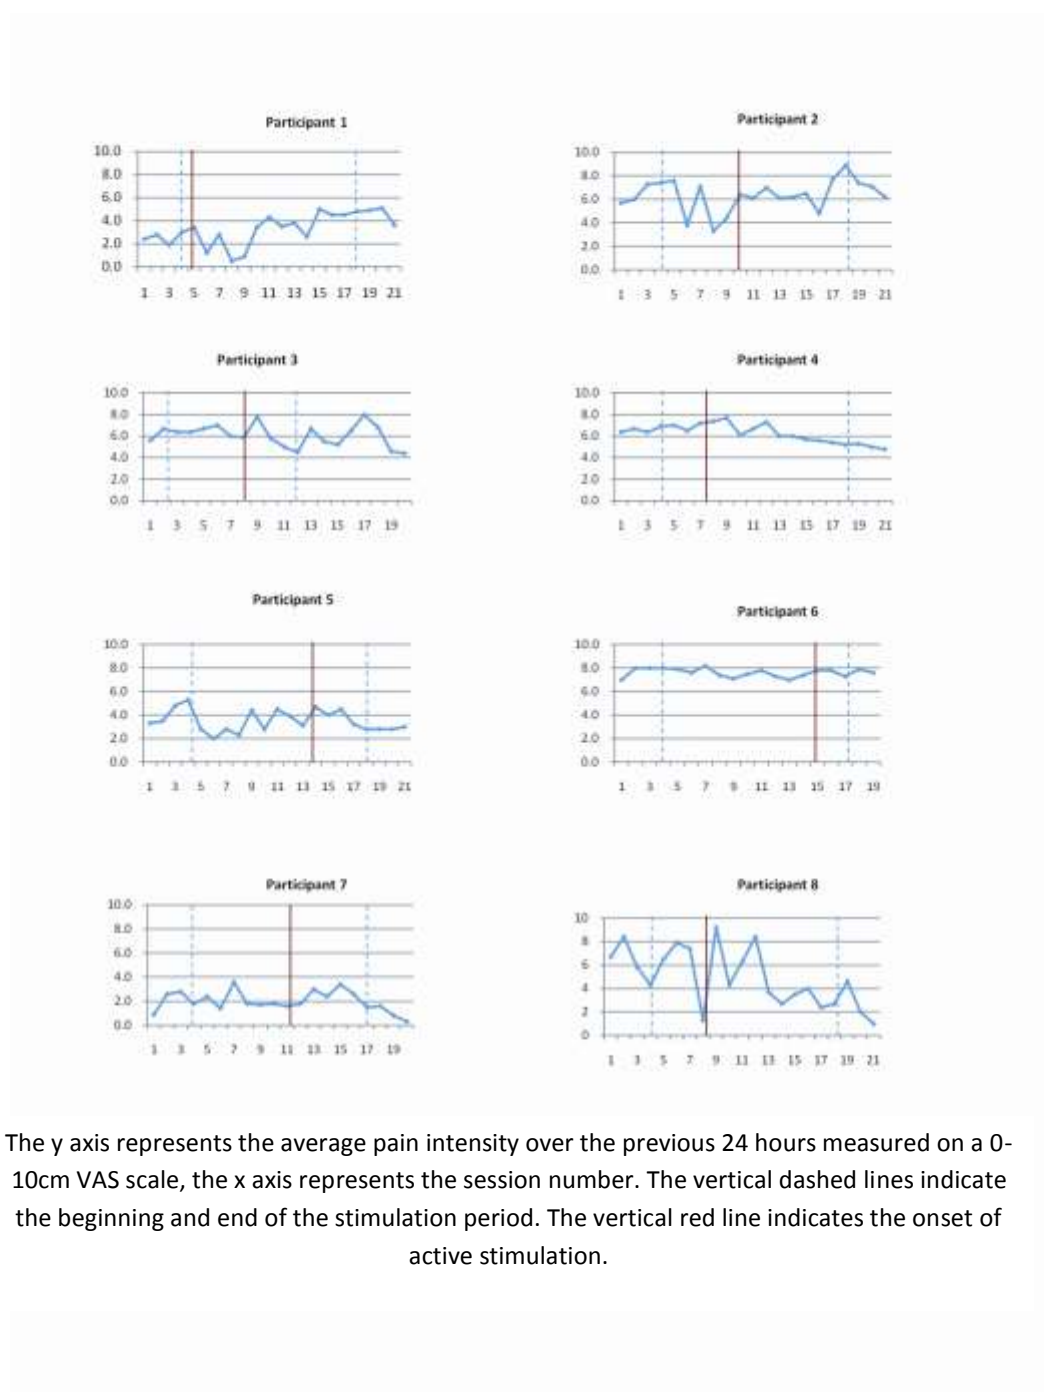 Participant 1
10.0
8.0
6.0
4.0
2.0
0.0
1 3 5 7 9 11 13 15 17 19 21
Participant 2
10.0
8.0
6.0
4.0
2.0
0.0
1 3 5 7 9 11 13 15 17 19 21
Participant 3
10.0
8.0
6.0
4.0
2.0
0.0
1 3 5 7 9 11 13 15 17 19
Participant 4
10.0
8.0
6.0
4.0
2.0
0.0
1 3 5 7 9 11 13 15 17 19 21
Participant 5
10.0
8.0
6.0
4.0
2.0
0.0
1 3 5 7 9 11 13 15 17 19 21
Participant 6
10.0
8.0
6.0
4.0
2.0
0.0
1 3 5 7 9 11 13 15 17 19
Participant 7
10.0
8.0
6.0
4.0
2.0
0.0
1 3 5 7 9 11 13 15 17 19
Participant 8
10
8
6
4
2
0
1 3 5 7 9 11 13 15 17 19 21
The y axis represents the average pain intensity over the previous 24 hours measured on a 0-
10cm VAS scale, the x axis represents the session number. The vertical dashed lines indicate
the beginning and end of the stimulation period. The vertical red line indicates the onset of
active stimulation.